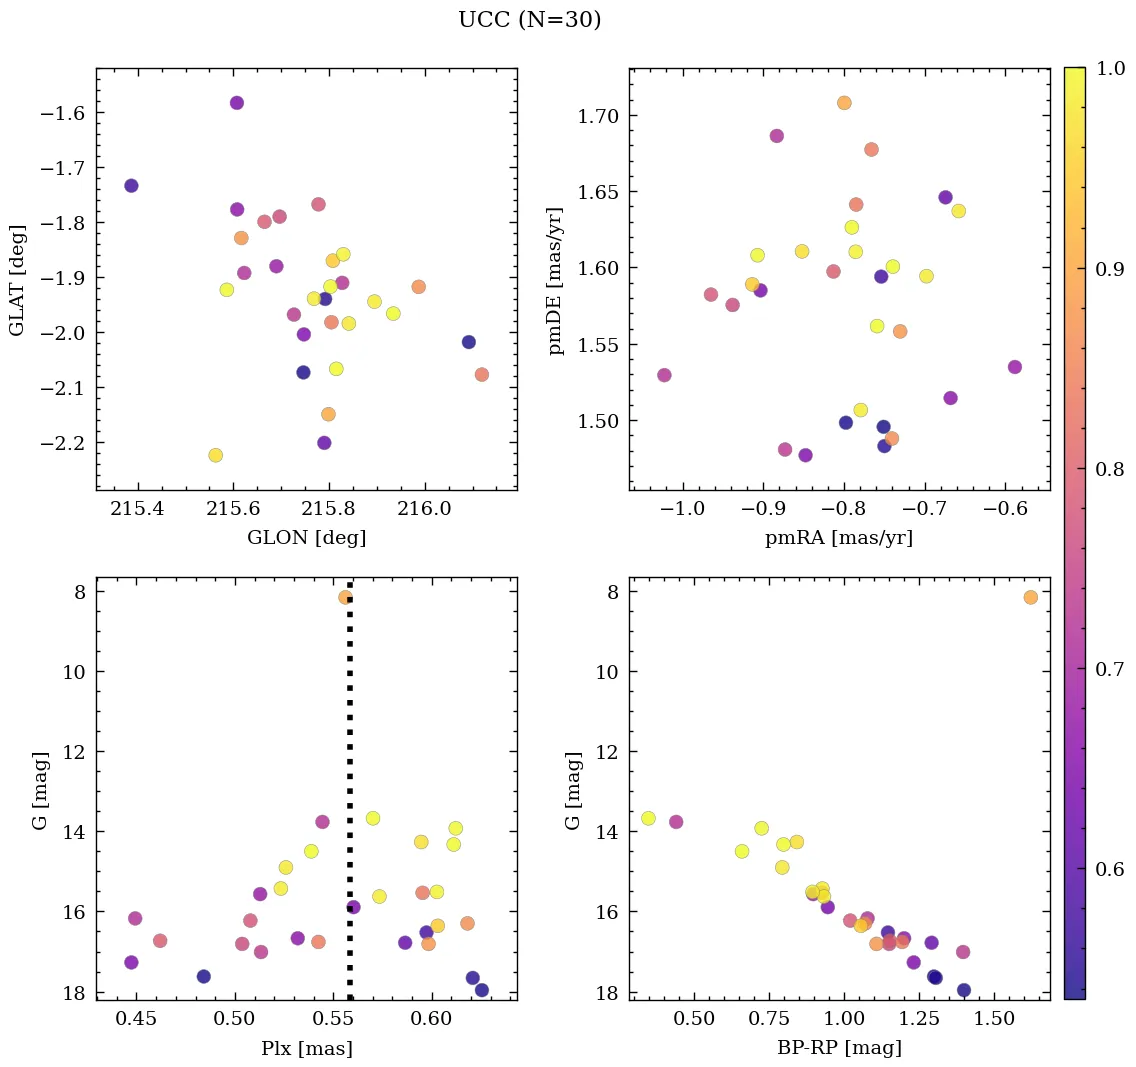 UCC (N=30)
−1.6
−1.7
−1.8
−1.9
−2.0
−2.1
−2.2
GLAT [deg]
215.4 215.6 215.8 216.0
GLON [deg]
1.70
1.65
1.60
1.55
1.50
pmDE [mas/yr]
−1.0 −0.9 −0.8 −0.7 −0.6
pmRA [mas/yr]
8
10
12
14
16
18
G [mag]
0.45 0.50 0.55 0.60
Plx [mas]
8
10
12
14
16
18
G [mag]
0.50 0.75 1.00 1.25 1.50
BP-RP [mag]
1.0
0.9
0.8
0.7
0.6